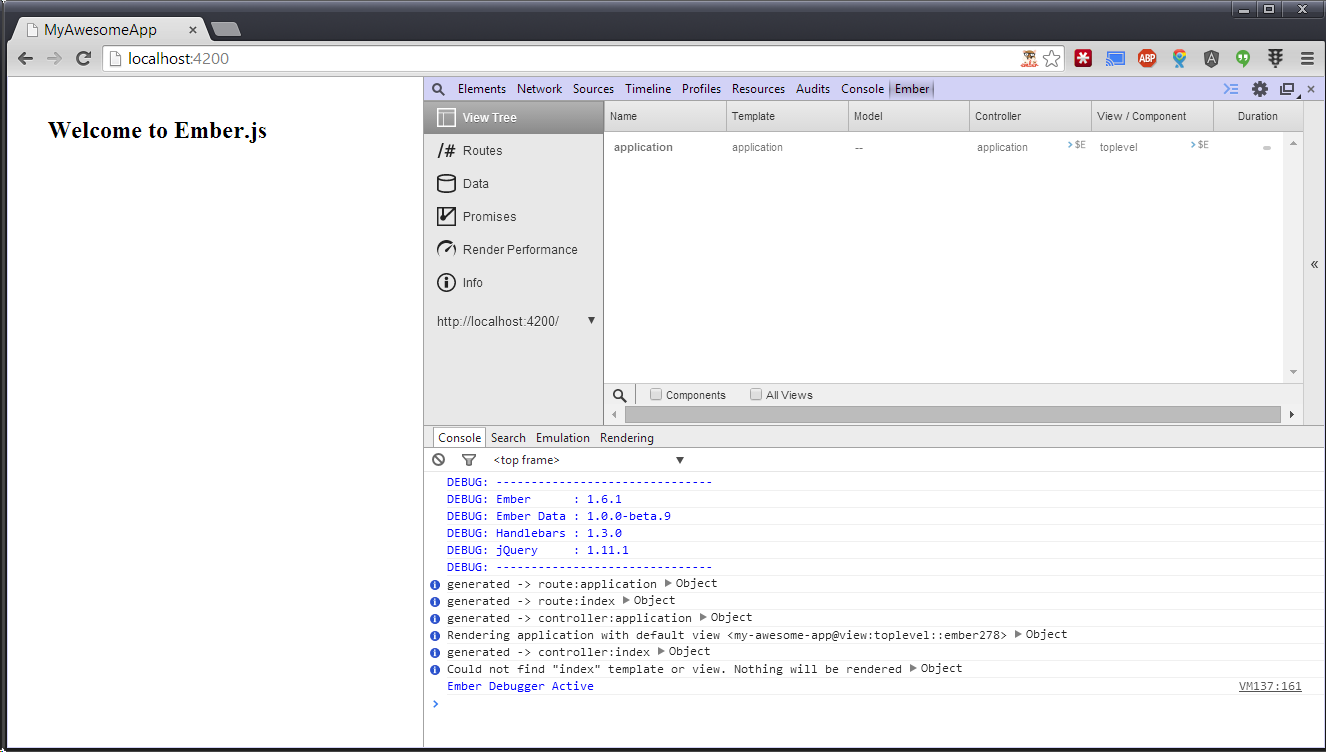 MyAwesomeApp ×
localhost:4200
ABP
A
Welcome to Ember.js
Elements Network Sources Timeline Profiles Resources Audits Console Ember
View Tree
/# Routes
Data
Promises
Render Performance
Info
http://localhost:4200/ ▼
Name Template Model Controller View / Component Duration
application application -- application >$E toplevel >$E –
Components All Views
«
Console Search Emulation Rendering
<top frame> ▼
DEBUG: -------------------------------
DEBUG: Ember      : 1.6.1
DEBUG: Ember Data : 1.0.0-beta.9
DEBUG: Handlebars : 1.3.0
DEBUG: jQuery     : 1.11.1
DEBUG: -------------------------------
generated -> route:application ▶ Object
generated -> route:index ▶ Object
generated -> controller:application ▶ Object
Rendering application with default view <my-awesome-app@view:toplevel::ember278> ▶ Object
generated -> controller:index ▶ Object
Could not find "index" template or view. Nothing will be rendered ▶ Object
Ember Debugger Active VM137:161
>